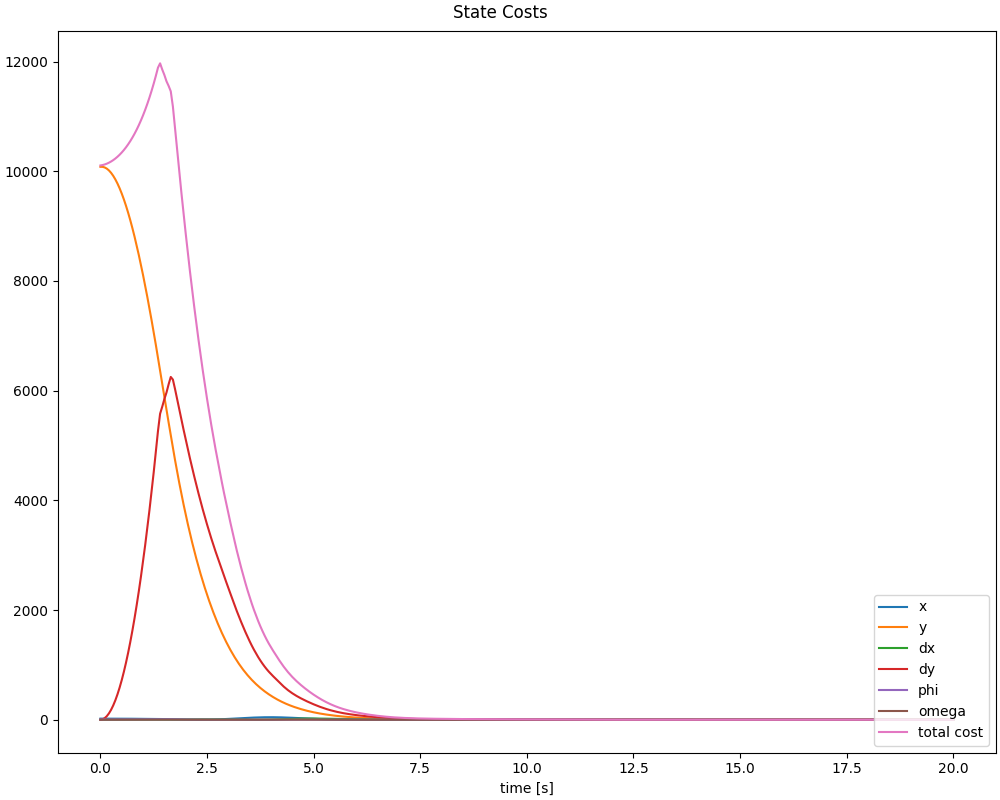 State Costs
12000
10000
8000
6000
4000
2000
0
0.0 2.5 5.0 7.5 10.0 12.5 15.0 17.5 20.0
time [s]
x
y
dx
dy
phi
omega
total cost